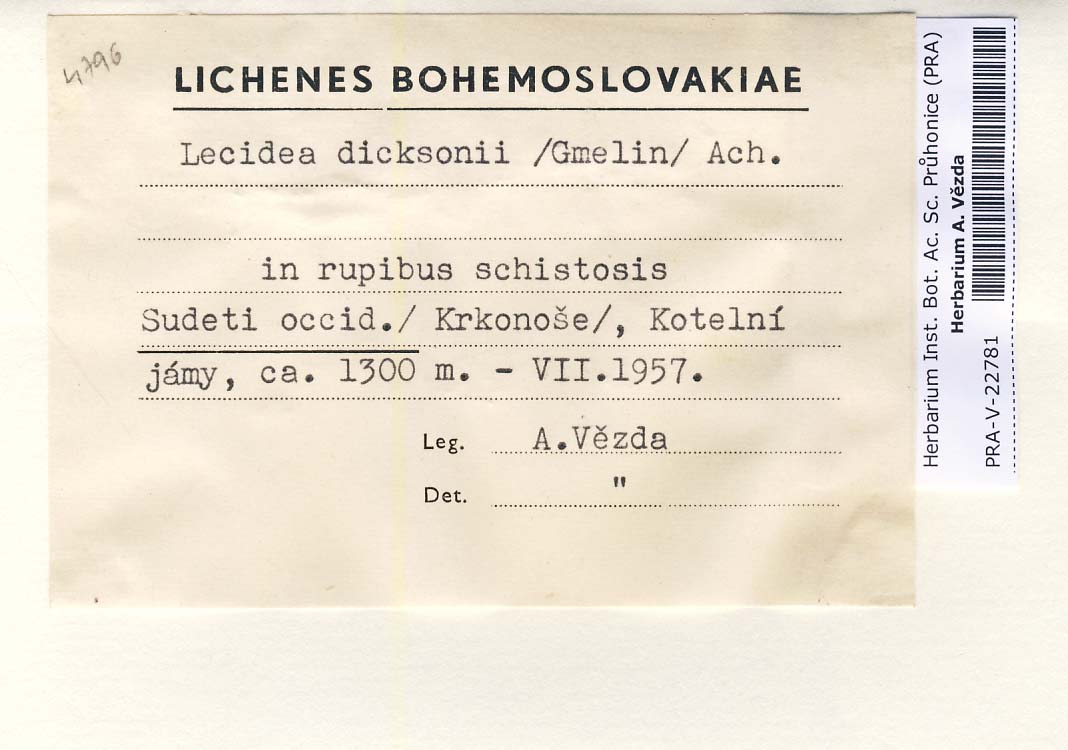 4796
LICHENES BOHEMOSLOVAKIAE
Lecidea dicksonii /Gmelin/ Ach.
in rupibus schistosis
Sudeti occid./ Krkonoše/, Kotelní
jámy, ca. 1300 m. - VII.1957.
Leg. A.Vězda
Det. "
Herbarium Inst. Bot. Ac. Sc. Průhonice (PRA)
Herbarium A. Vězda
PRA-V-22781